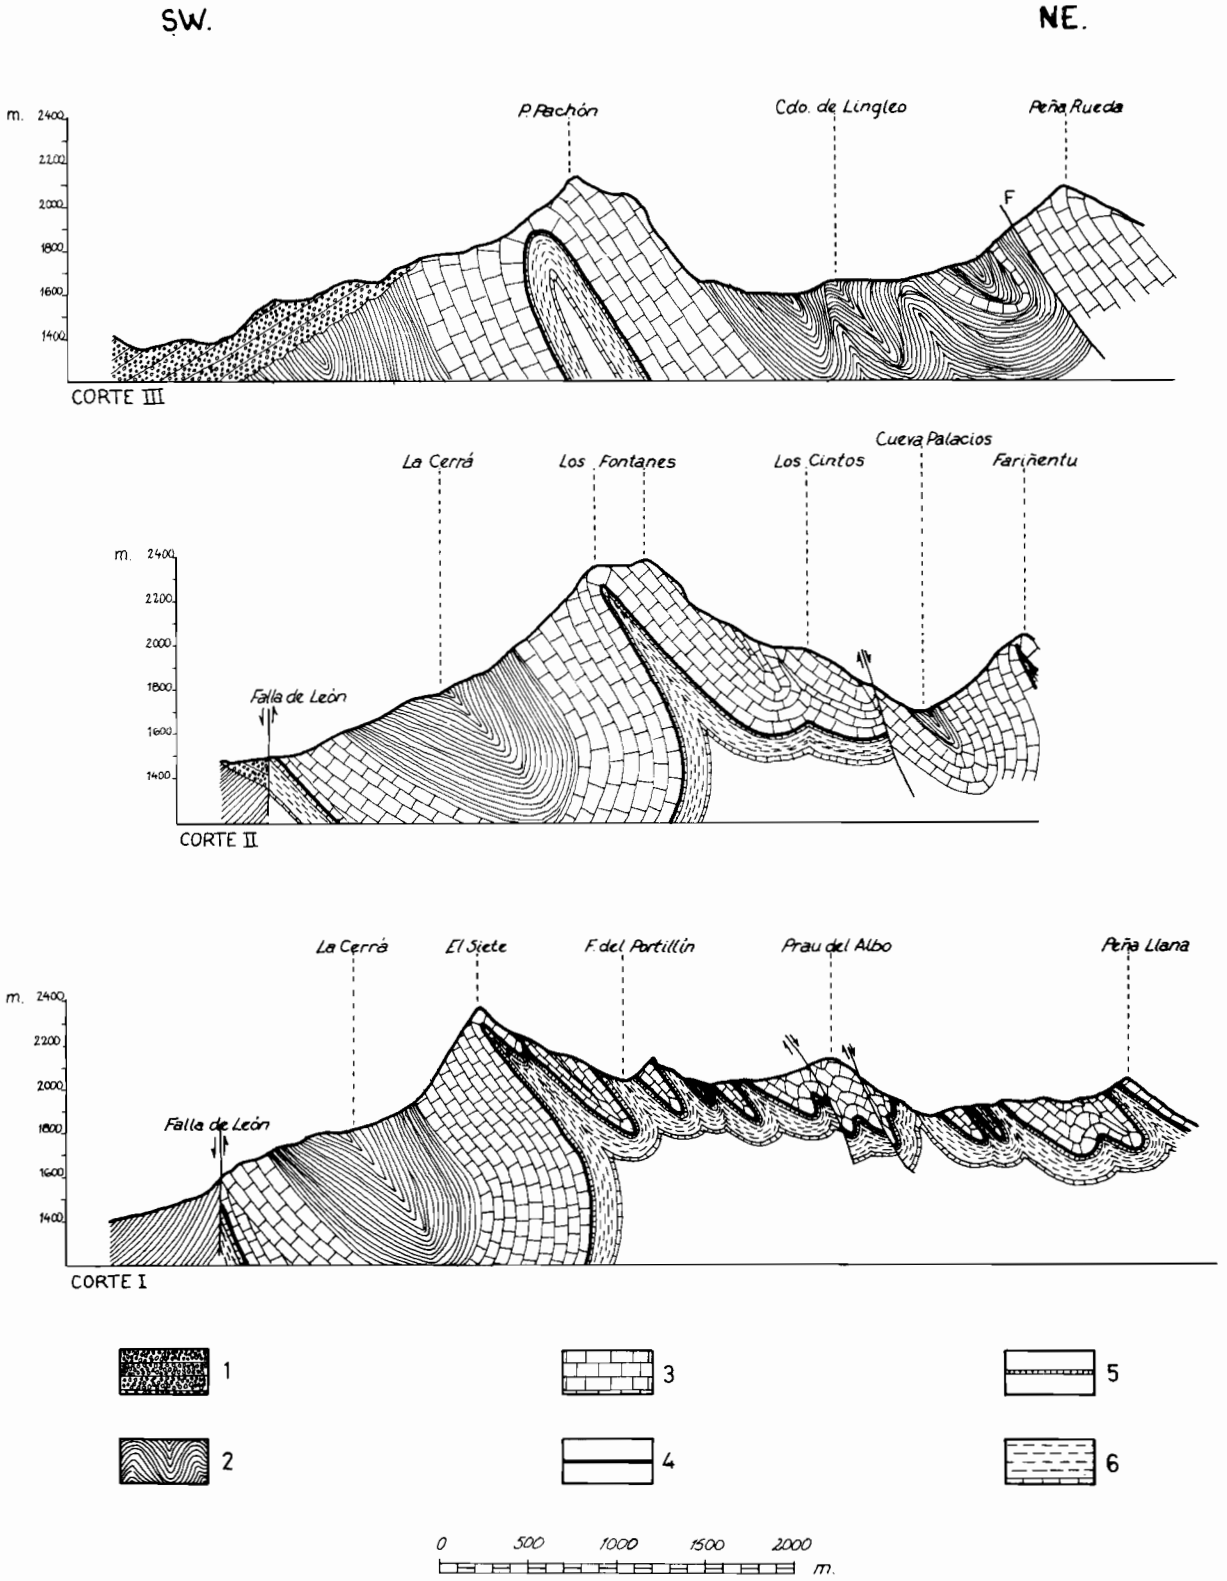 SW. NE.
P. Pachón Cdo. de Lingleo Peña Rueda
m. 2400
2200
2000
1800
1600
1400
F
CORTE III
Cueva Palacios
La Cerrá Los Fontanes Los Cintos Fariñentu
m. 2400
2200
2000
1800
1600
1400
Falla de León
CORTE II
La Cerrá El Siete F. del Portillín Prau del Albo Peña Llana
m. 2400
2200
2000
1800
1600
1400
Falla de León
CORTE I
1 3 5
2 4 6
0 500 1000 1500 2000
m.